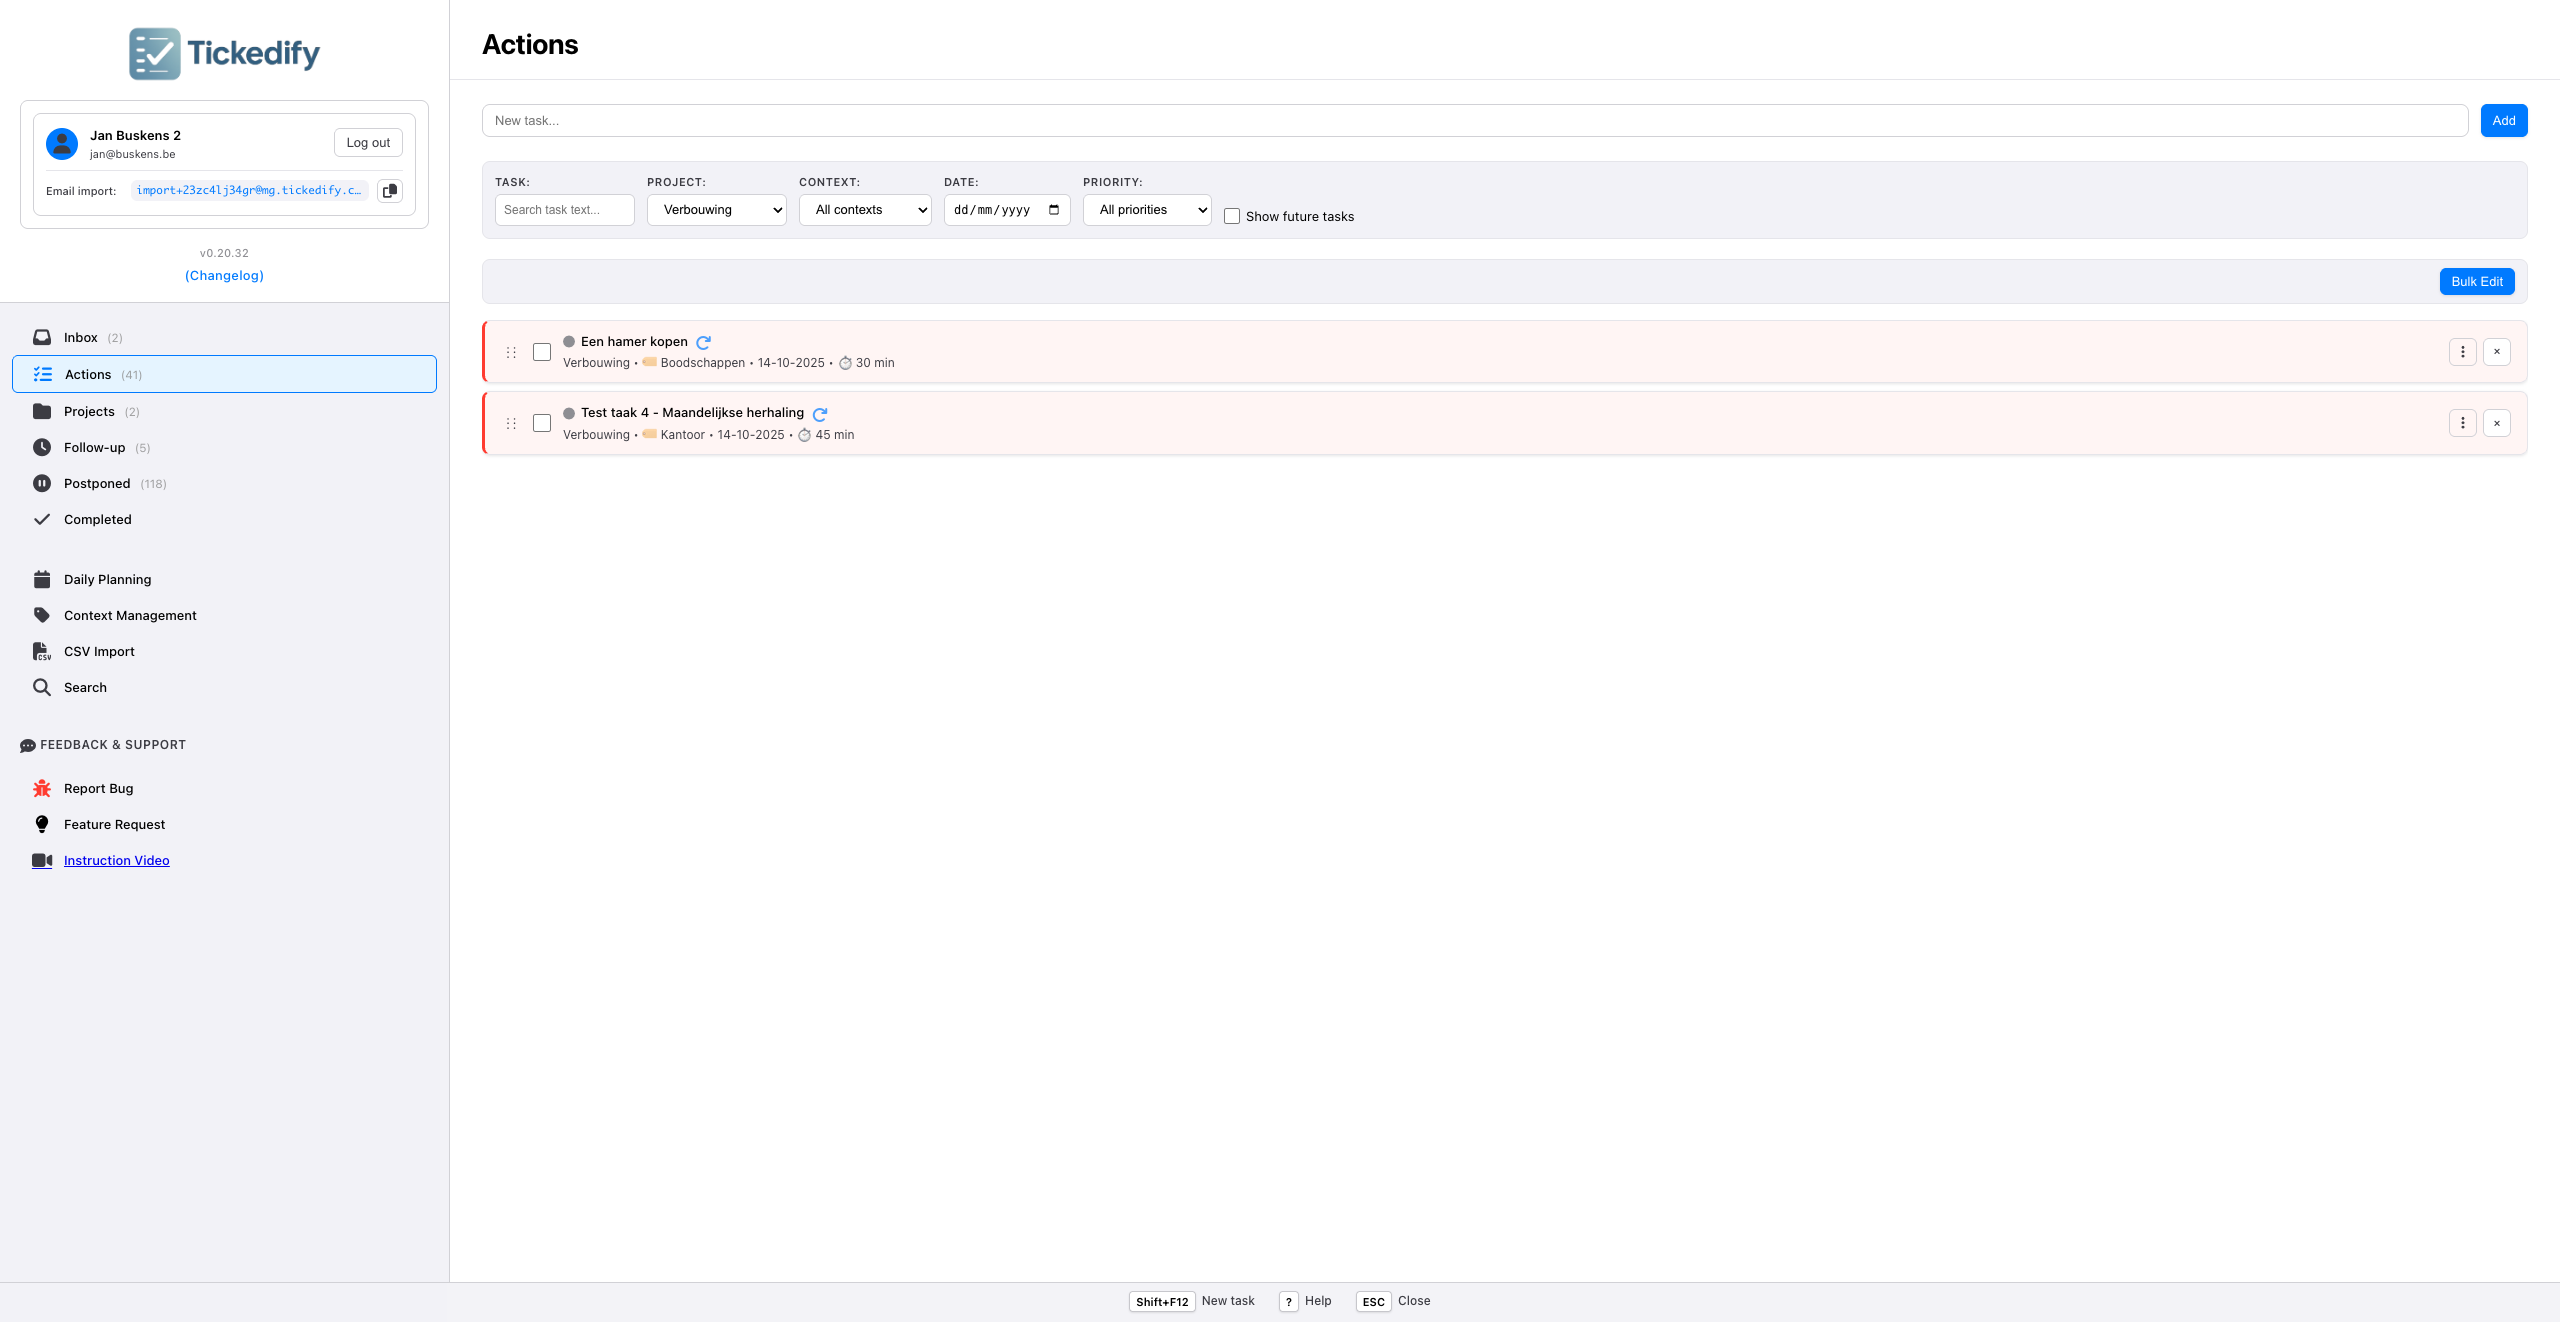 Tickedify
Jan Buskens 2
jan@buskens.be
Log out
Email import:
import+23zc4lj34gr@mg.tickedify.c…
v0.20.32
(Changelog)
Inbox (2)
Actions (41)
Projects (2)
Follow-up (5)
Postponed (118)
Completed
Daily Planning
Context Management
CSV Import
Search
FEEDBACK & SUPPORT
Report Bug
Feature Request
Instruction Video
Actions
New task...
Add
TASK:
Search task text...
PROJECT:
Verbouwing
CONTEXT:
All contexts
DATE:
dd/mm/yyyy
PRIORITY:
All priorities
Show future tasks
Bulk Edit
Een hamer kopen
Verbouwing • Boodschappen • 14-10-2025 • 30 min
Test taak 4 - Maandelijkse herhaling
Verbouwing • Kantoor • 14-10-2025 • 45 min
Shift+F12 New task ? Help ESC Close